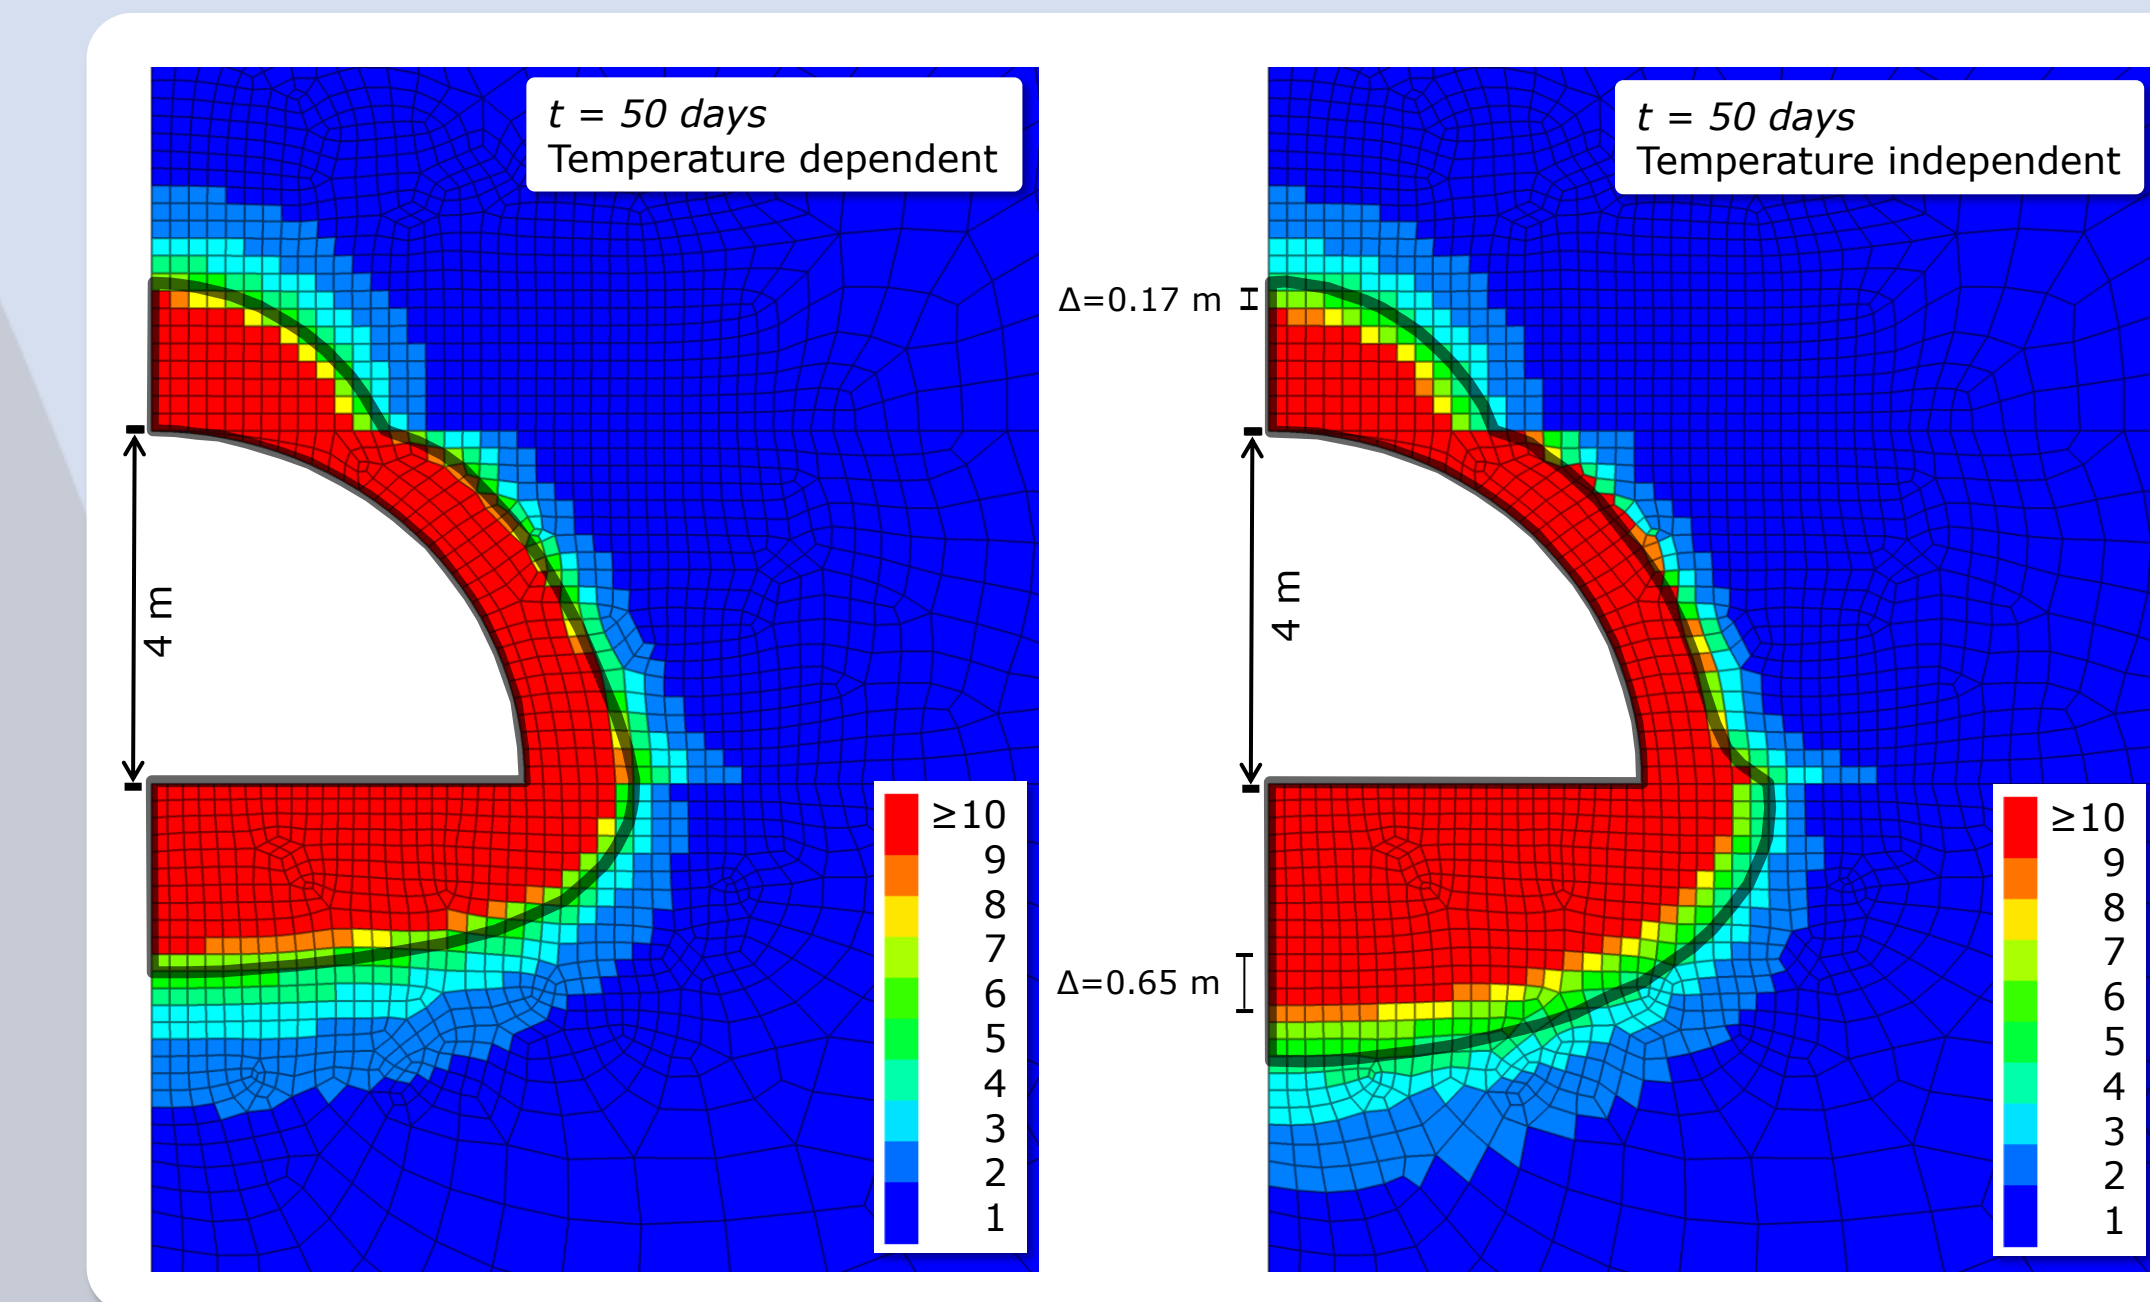 t = 50 days
Temperature dependent
4 m
≥10
9
8
7
6
5
4
3
2
1
t = 50 days
Temperature independent
Δ=0.17 m
4 m
Δ=0.65 m
≥10
9
8
7
6
5
4
3
2
1